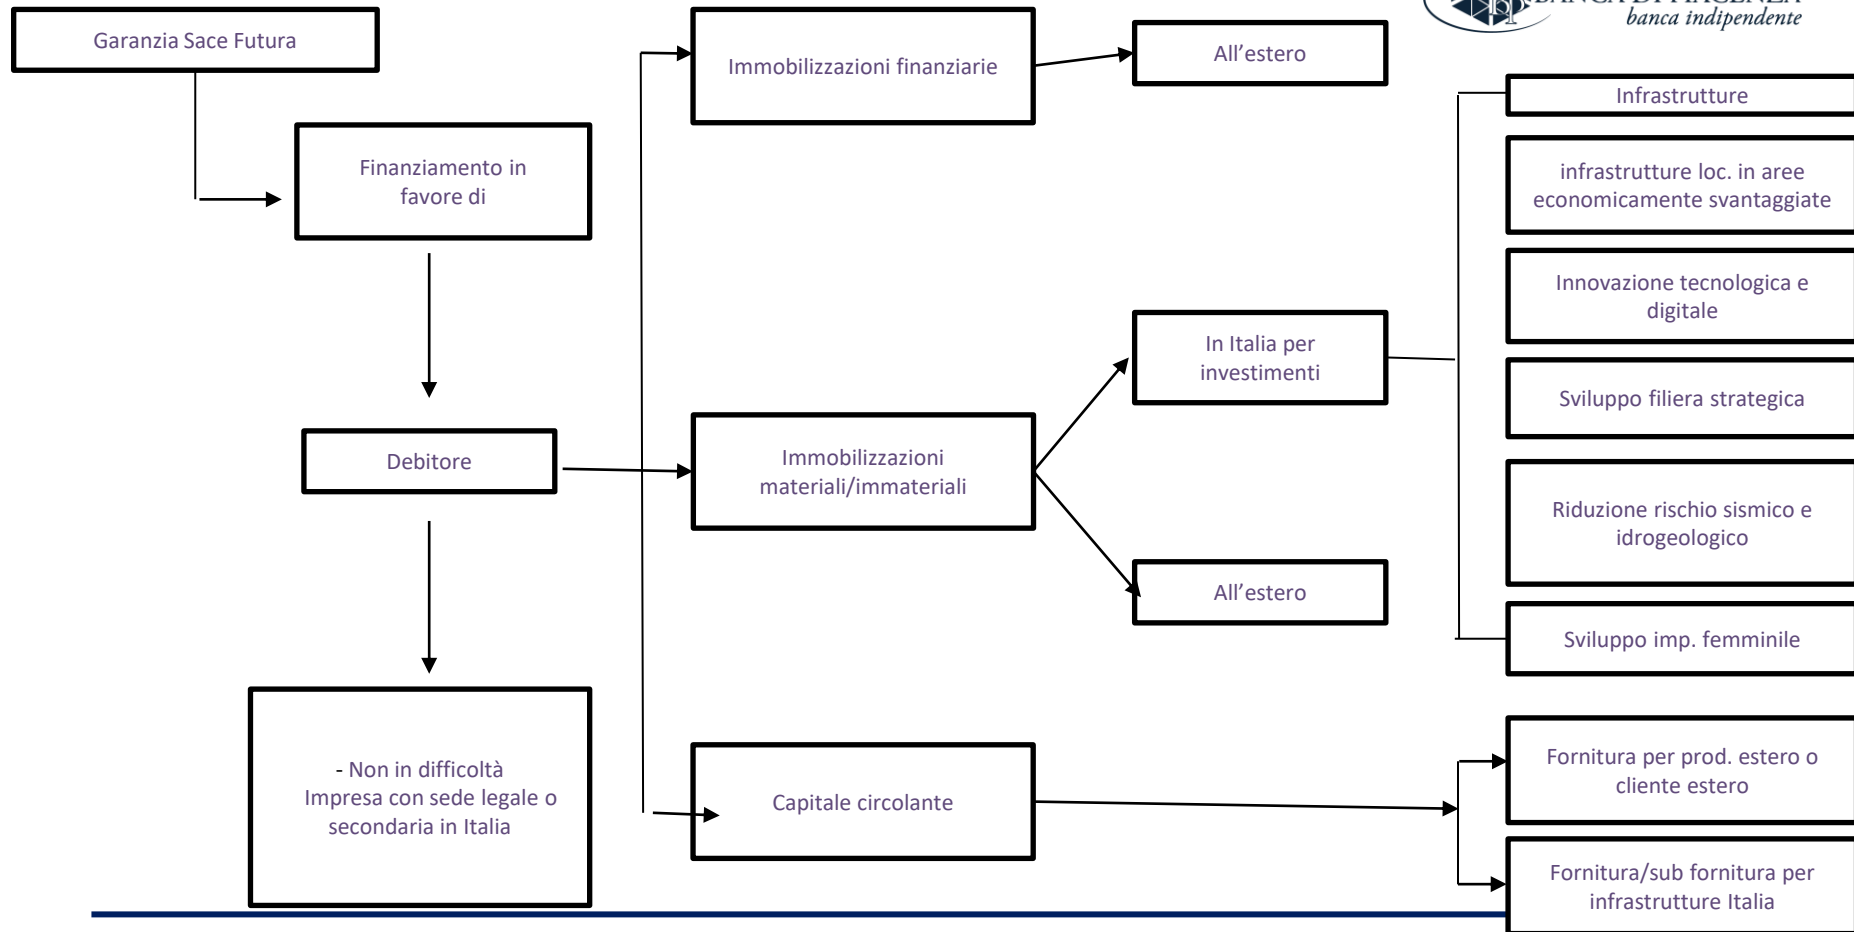 Garanzia Sace Futura
Finanziamento in
favore di
Debitore
- Non in difficoltà
Impresa con sede legale o
secondaria in Italia
Immobilizzazioni finanziarie
Immobilizzazioni
materiali/immateriali
Capitale circolante
All’estero
In Italia per
investimenti
All’estero
banca indipendente
Infrastrutture
infrastrutture loc. in aree
economicamente svantaggiate
Innovazione tecnologica e
digitale
Sviluppo filiera strategica
Riduzione rischio sismico e
idrogeologico
Sviluppo imp. femminile
Fornitura per prod. estero o
cliente estero
Fornitura/sub fornitura per
infrastrutture Italia